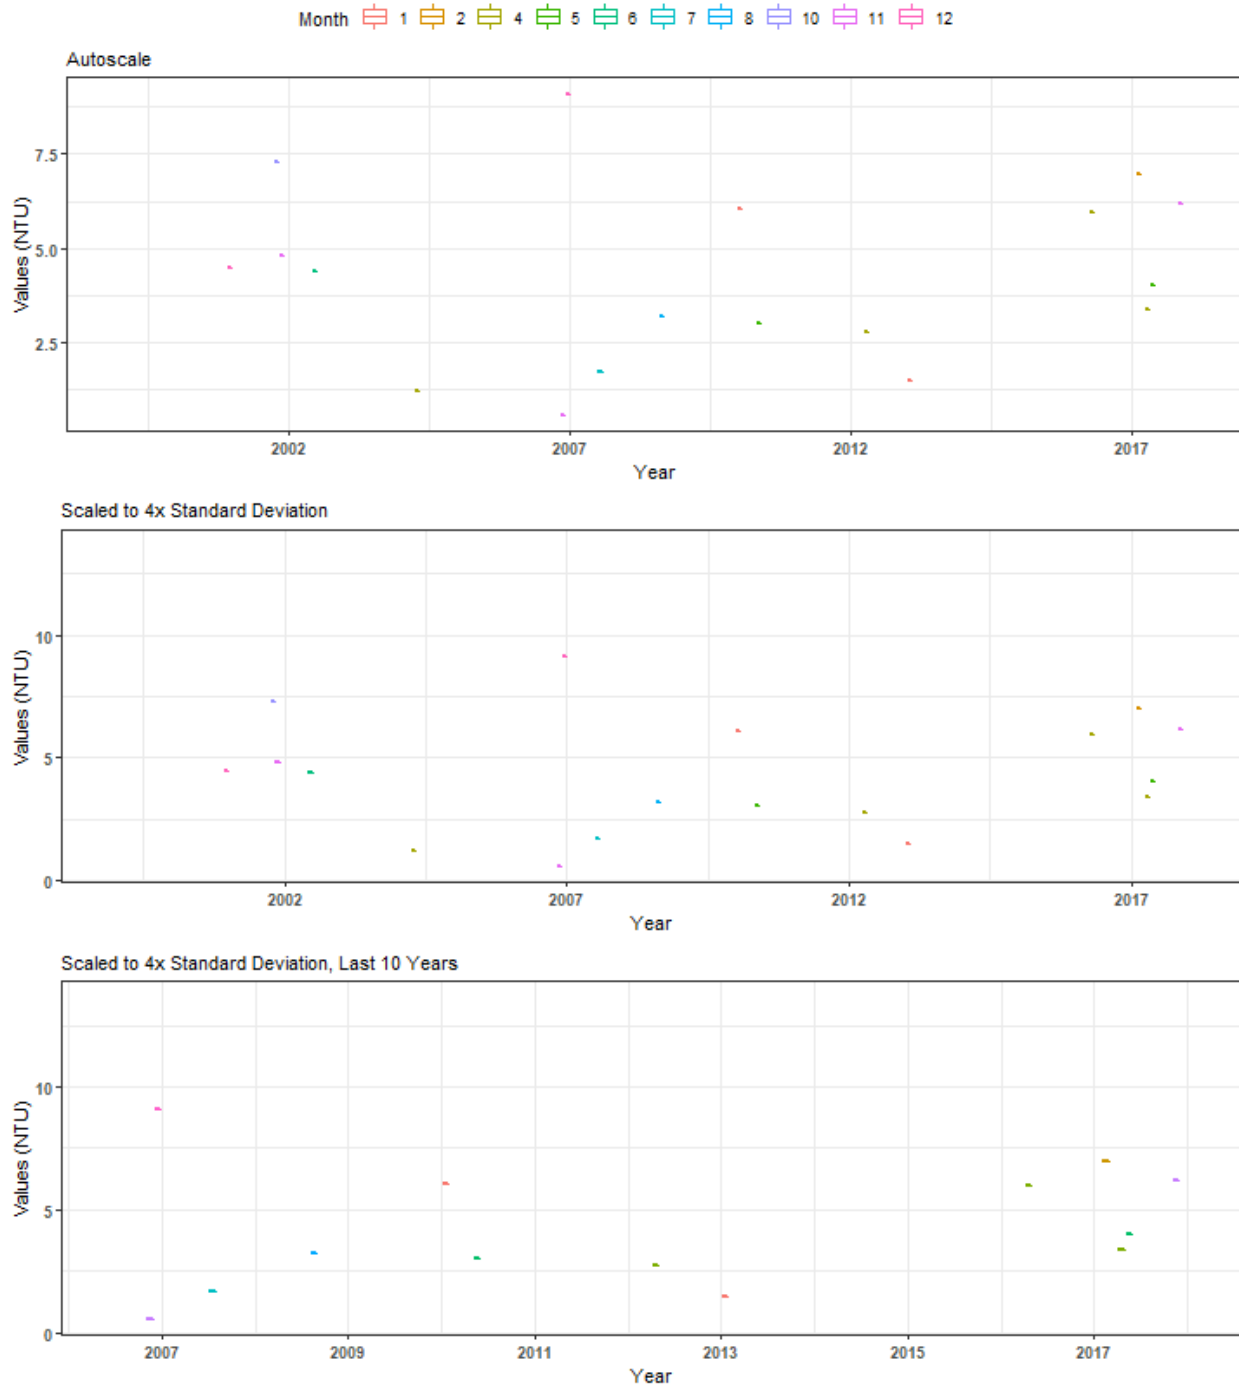 Month 1 2 4 5 6 7 8 10 11 12
Autoscale
Values (NTU)
7.5
5.0
2.5
2002 2007 2012 2017
Year
Scaled to 4x Standard Deviation
Values (NTU)
10
5
0
2002 2007 2012 2017
Year
Scaled to 4x Standard Deviation, Last 10 Years
Values (NTU)
10
5
0
2007 2009 2011 2013 2015 2017
Year